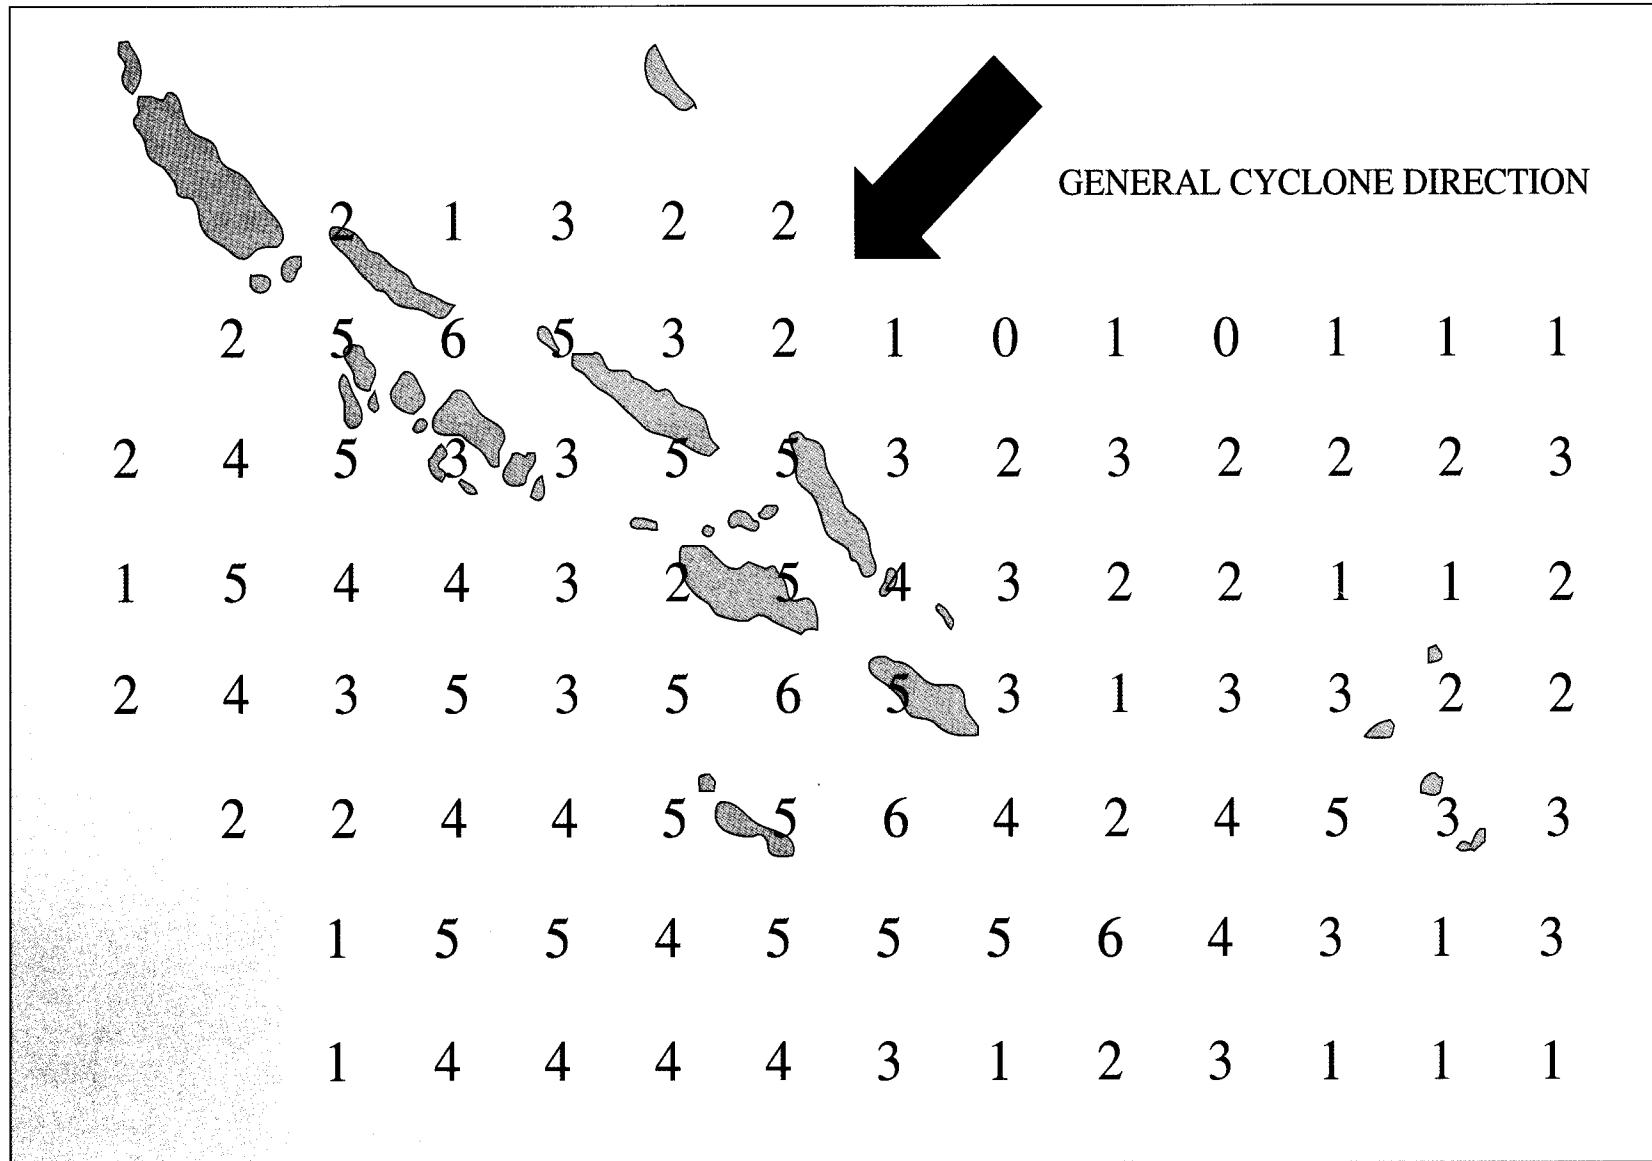 GENERAL CYCLONE DIRECTION
2 1 3 2 2
2 5 6 5 3 2 1 0 1 0 1 1 1
2 4 5 3 3 5 5 3 2 3 2 2 2 3
1 5 4 4 3 2 5 4 3 2 2 1 1 2
2 4 3 5 3 5 6 5 3 1 3 3 2 2
2 2 4 4 5 5 6 4 2 4 5 3 3
1 5 5 4 5 5 5 6 4 3 1 3
1 4 4 4 4 3 1 2 3 1 1 1